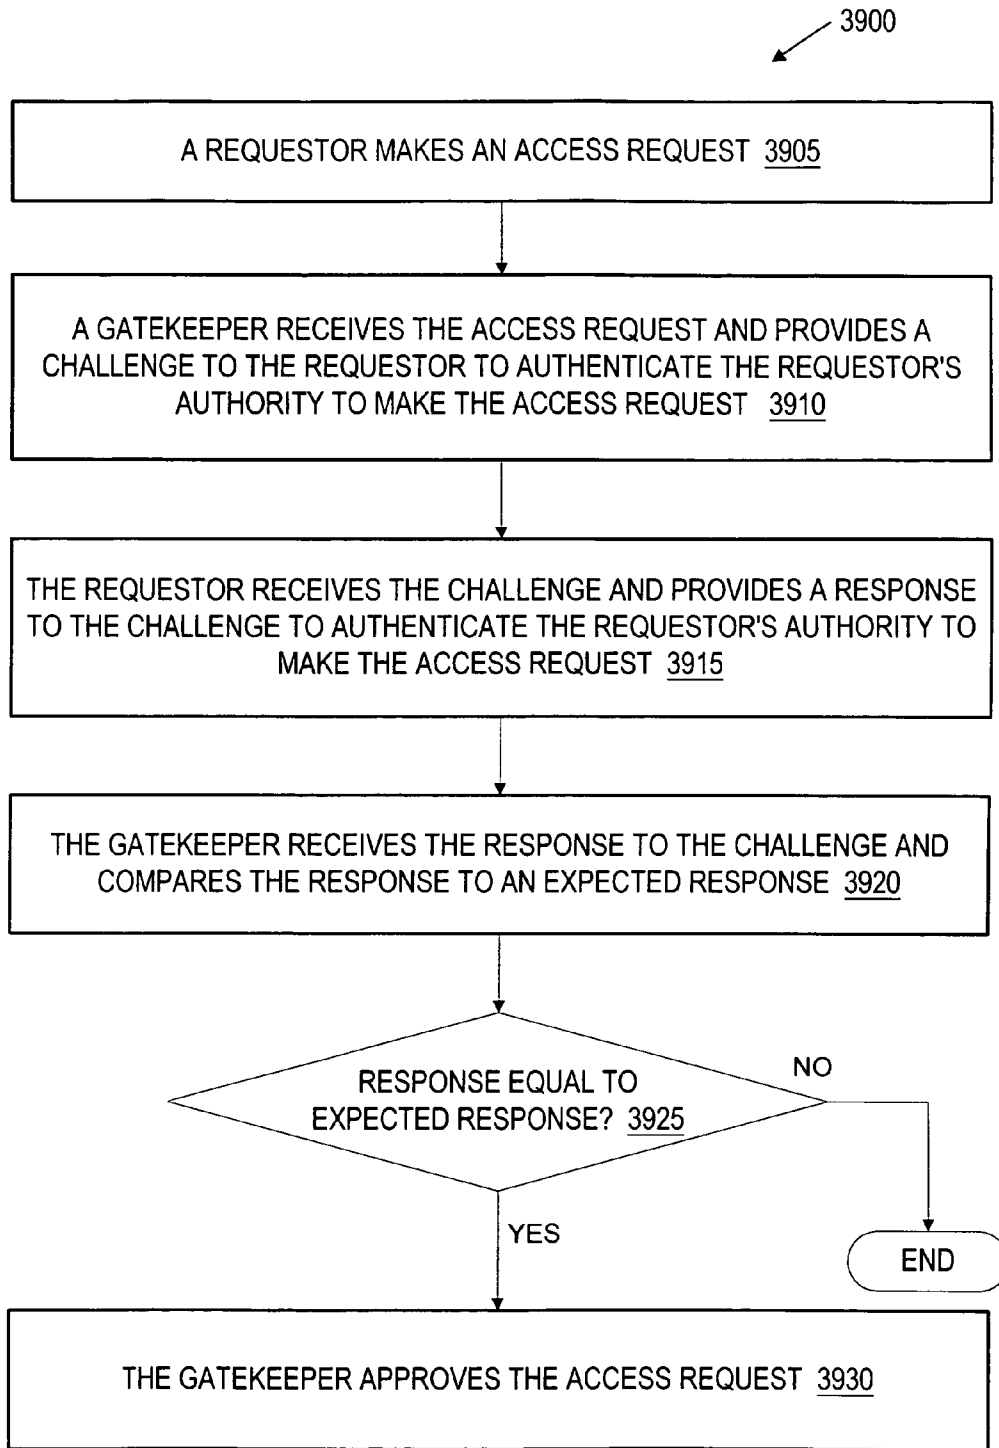 3900
A REQUESTOR MAKES AN ACCESS REQUEST 3905
A GATEKEEPER RECEIVES THE ACCESS REQUEST AND PROVIDES A
CHALLENGE TO THE REQUESTOR TO AUTHENTICATE THE REQUESTOR'S
AUTHORITY TO MAKE THE ACCESS REQUEST 3910
THE REQUESTOR RECEIVES THE CHALLENGE AND PROVIDES A RESPONSE
TO THE CHALLENGE TO AUTHENTICATE THE REQUESTOR'S AUTHORITY TO
MAKE THE ACCESS REQUEST 3915
THE GATEKEEPER RECEIVES THE RESPONSE TO THE CHALLENGE AND
COMPARES THE RESPONSE TO AN EXPECTED RESPONSE 3920
RESPONSE EQUAL TO
EXPECTED RESPONSE? 3925
NO
YES
END
THE GATEKEEPER APPROVES THE ACCESS REQUEST 3930